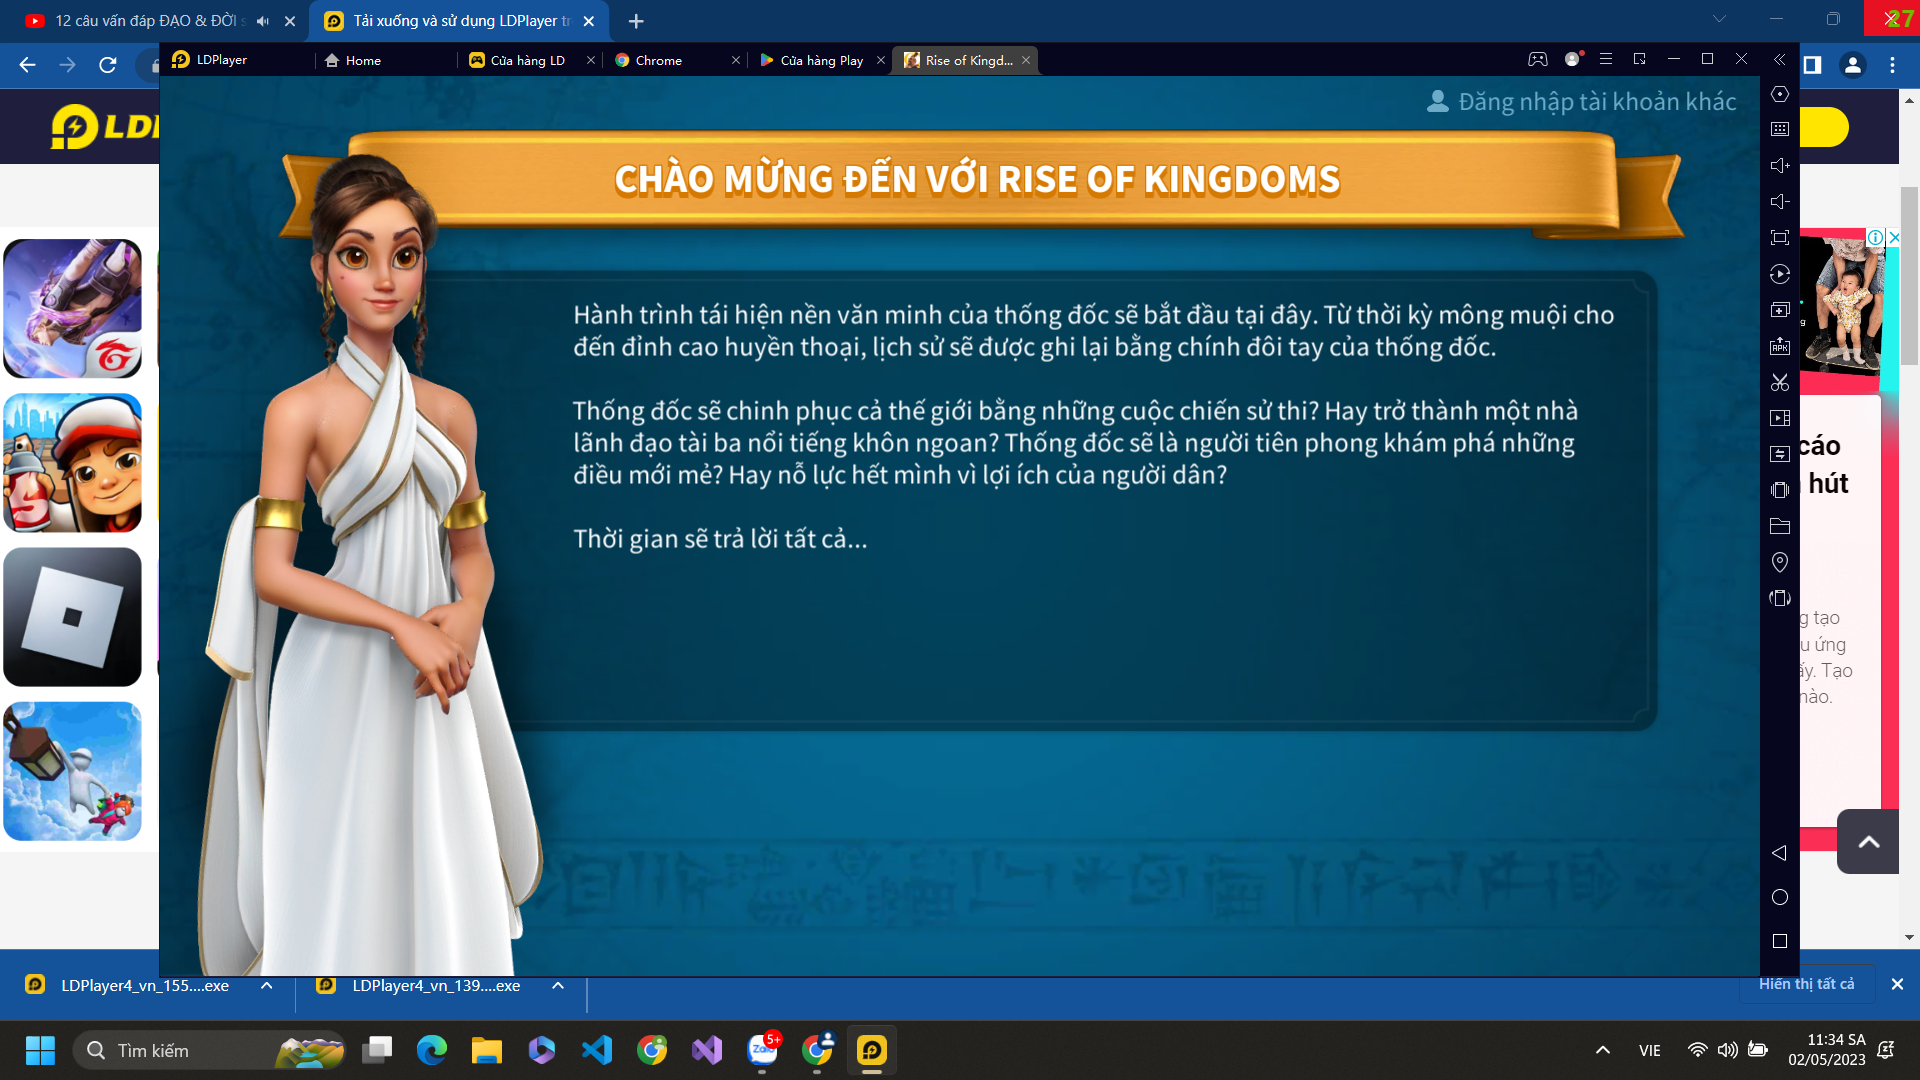 12 câu vấn đáp ĐẠO & ĐỜI
Tải xuống và sử dụng LDPlayer
27
LDPlayer
Home
Cửa hàng LD
Chrome
Cửa hàng Play
Rise of Kingd...
Đăng nhập tài khoản khác
CHÀO MỪNG ĐẾN VỚI RISE OF KINGDOMS
Hành trình tái hiện nền văn minh của thống đốc sẽ bắt đầu tại đây. Từ thời kỳ mông muội cho
đến đỉnh cao huyền thoại, lịch sử sẽ được ghi lại bằng chính đôi tay của thống đốc.
Thống đốc sẽ chinh phục cả thế giới bằng những cuộc chiến sử thi? Hay trở thành một nhà
lãnh đạo tài ba nổi tiếng khôn ngoan? Thống đốc sẽ là người tiên phong khám phá những
điều mới mẻ? Hay nỗ lực hết mình vì lợi ích của người dân?
Thời gian sẽ trả lời tất cả...
APK
cáo
hút
tạo
ứng
Tạo
nào.
LDPlayer4_vn_155....exe
LDPlayer4_vn_139....exe
Hiển thị tất cả
Tìm kiếm
Zalo
5+
VIE
11:34 SA
02/05/2023